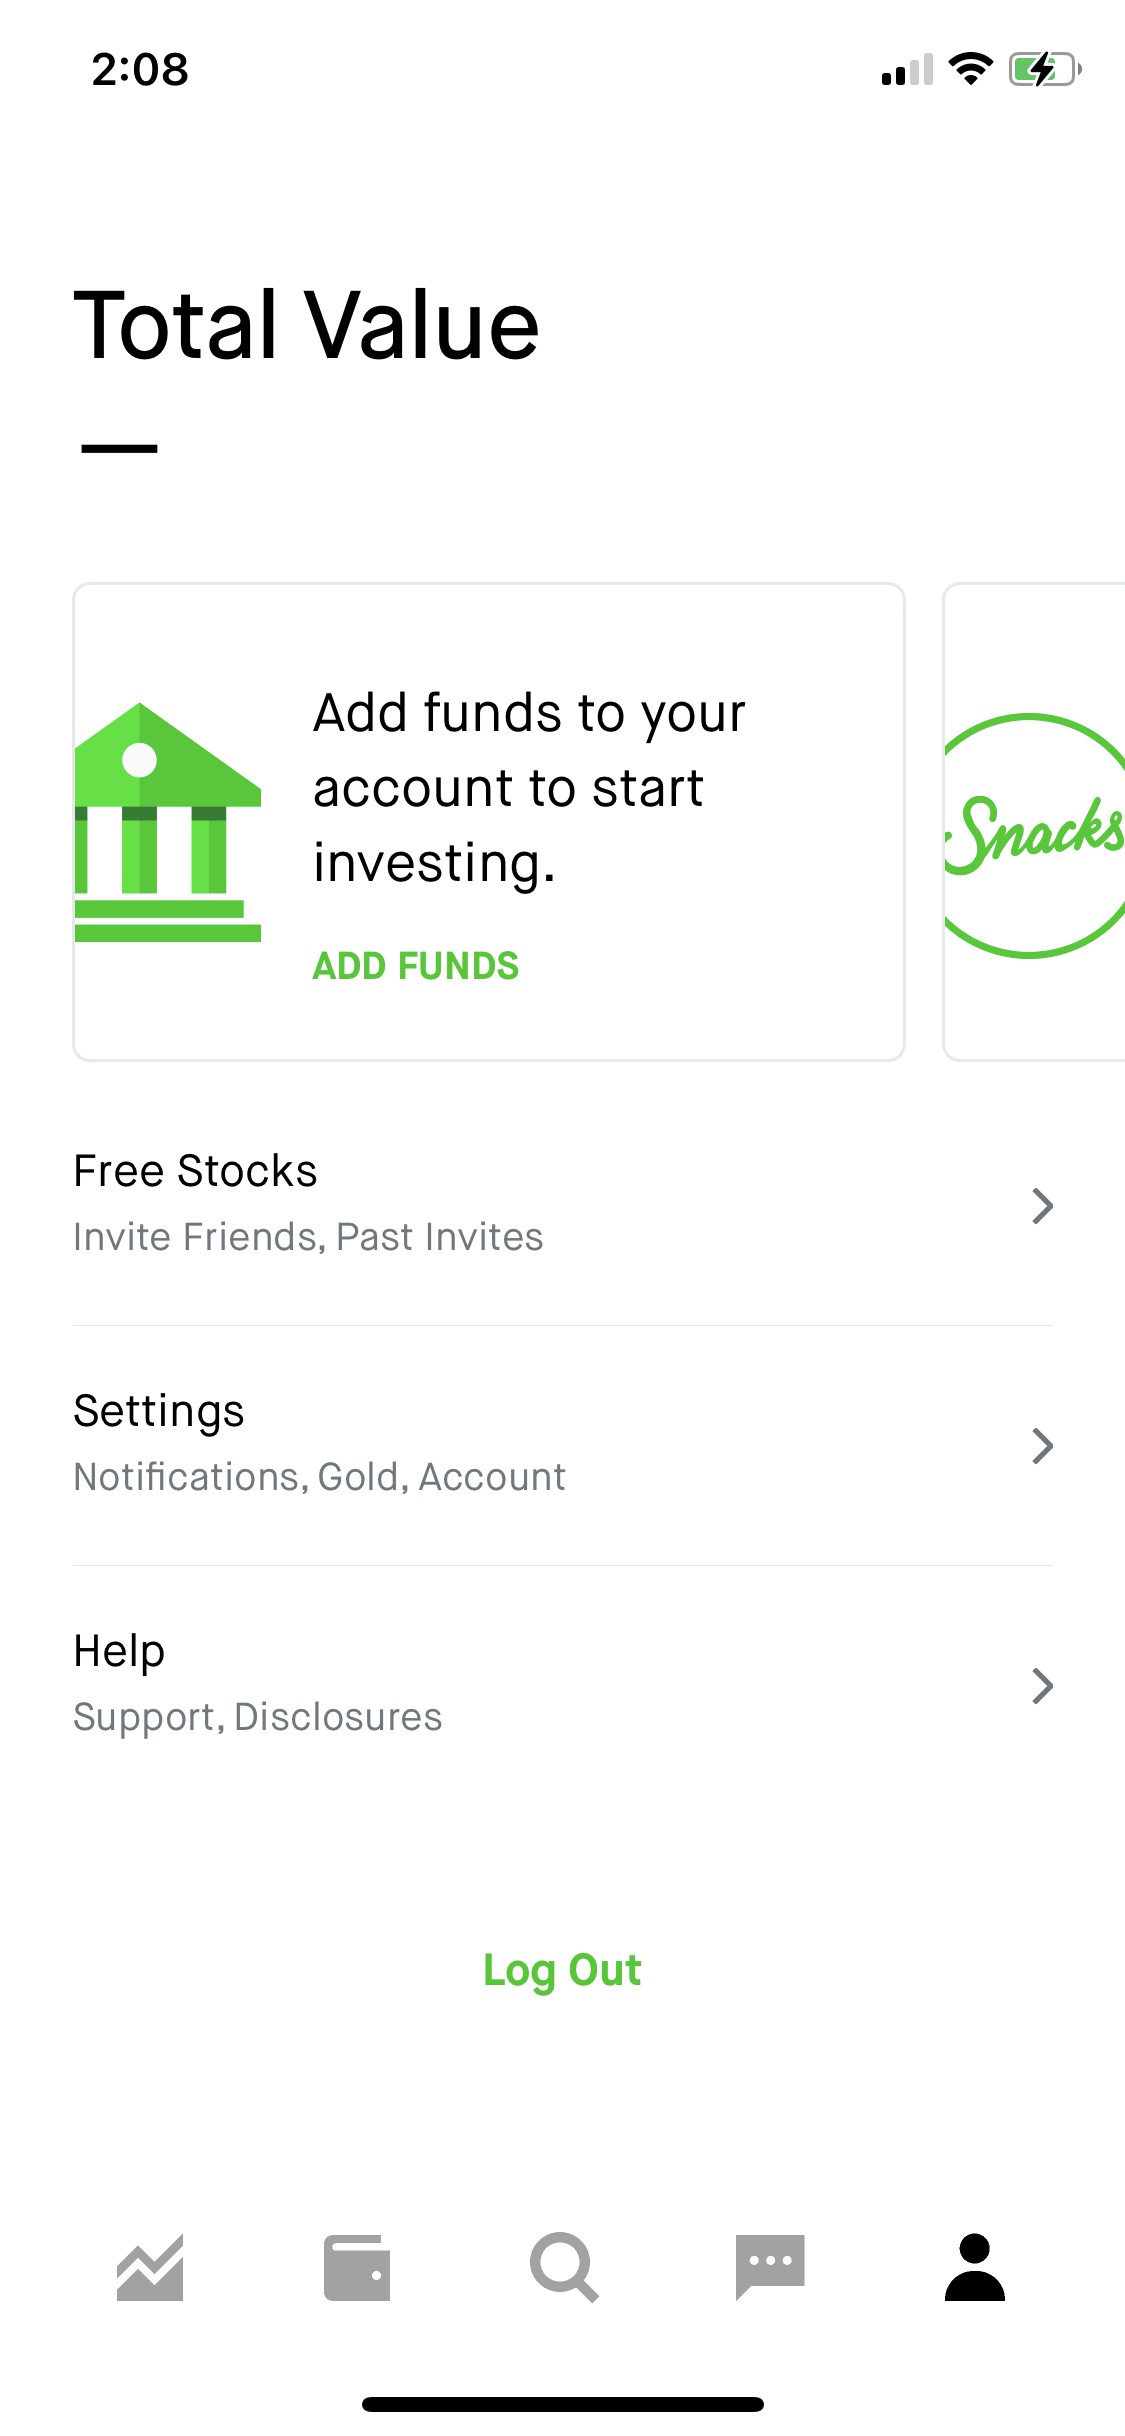 2:08
Total Value
—
Add funds to your
account to start
investing.
ADD FUNDS
Snacks
Free Stocks
Invite Friends, Past Invites
Settings
Notifications, Gold, Account
Help
Support, Disclosures
Log Out